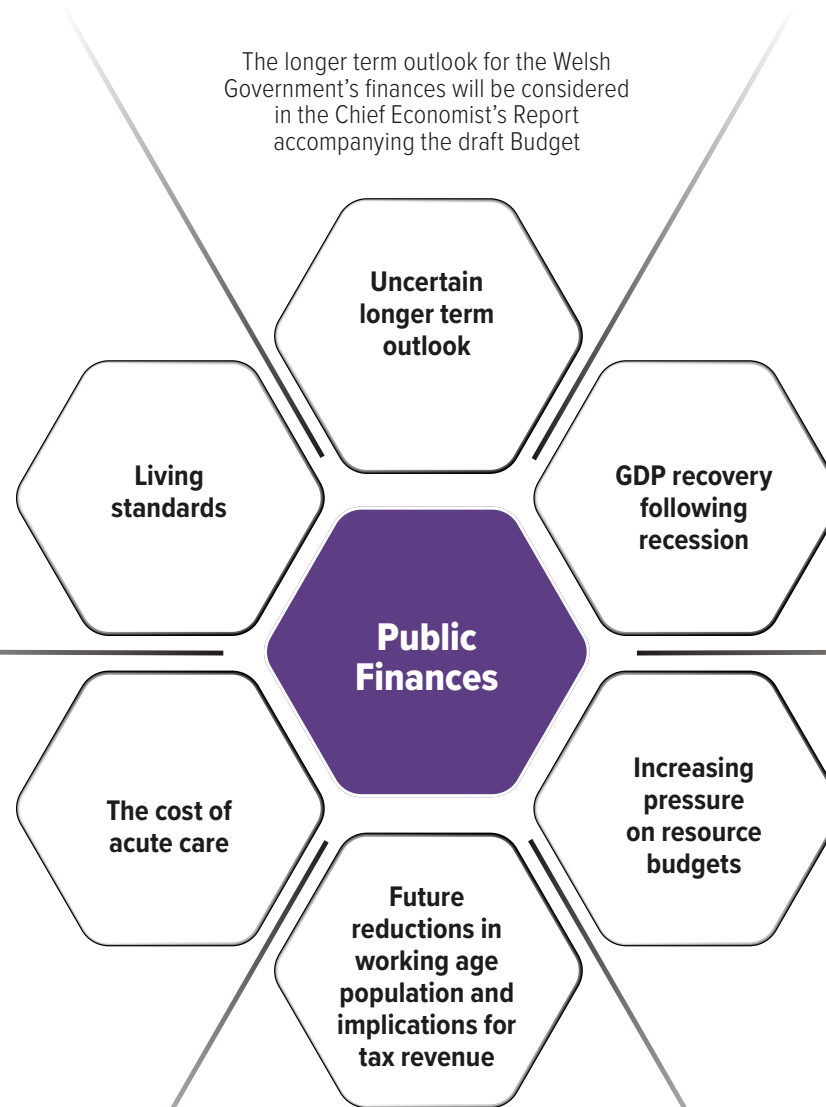 The longer term outlook for the Welsh
Government’s finances will be considered
in the Chief Economist’s Report
accompanying the draft Budget
Uncertain
longer term
outlook
Living
standards
GDP recovery
following
recession
Public
Finances
The cost of
acute care
Increasing
pressure
on resource
budgets
Future
reductions in
working age
population and
implications for
tax revenue